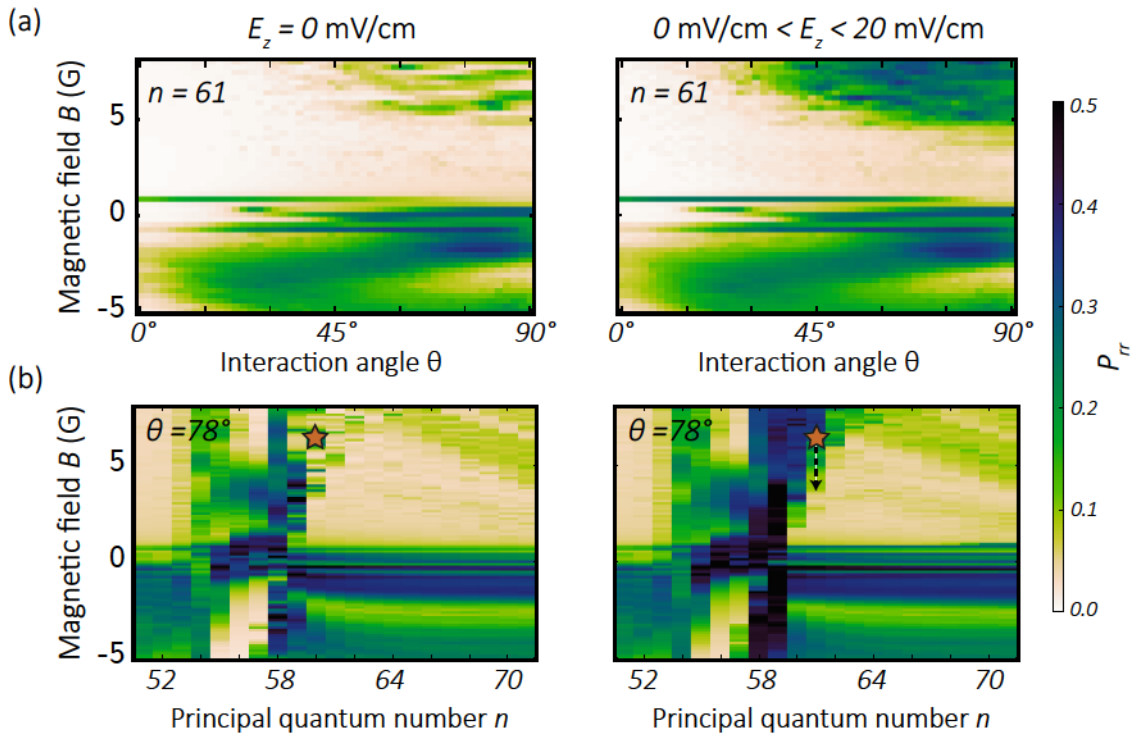 (a)
E_z = 0 mV/cm
0 mV/cm < E_z < 20 mV/cm
Magnetic field B (G)
5
0
-5
n = 61
n = 61
0°
45°
90°
0°
45°
90°
Interaction angle θ
Interaction angle θ
0.5
0.4
0.3
0.2
0.1
0.0
P_rr
(b)
Magnetic field B (G)
5
0
-5
θ =78°
θ =78°
52
58
64
70
52
58
64
70
Principal quantum number n
Principal quantum number n